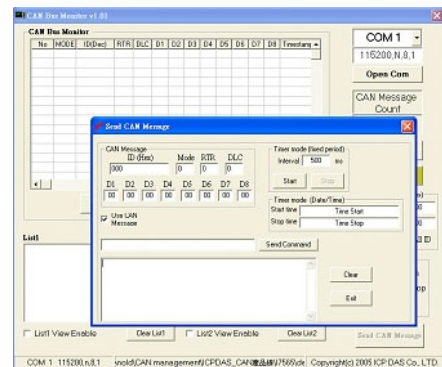 CAN Bus Monitor v1.01
CAN Bus Monitor
No MODE ID(Dec) RTR DLC D1 D2 D3 D4 D5 D6 D7 D8 Timestamp
COM 1
115200,N,8,1
Open Com
CAN Message
Count
Send CAN Message
CAN Message
ID (Hex) Mode RTR DLC
000 0 0 0
D1 D2 D3 D4 D5 D6 D7 D8
00 00 00 00 00 00 00 00
Use CAN
Message
Timer mode (fixed period)
Interval 500 ms
Start Stop
Timer mode (Date/Time)
Start time Time Start
Stop time Time Stop
Send Command
Clear
Exit
List1
List1 View Enable Clear List1 List2 View Enable Clear List2 Send CAN Message
COM 1 115200,n,8,1 Copyright(c) 2005 ICP DAS Co., LTD.